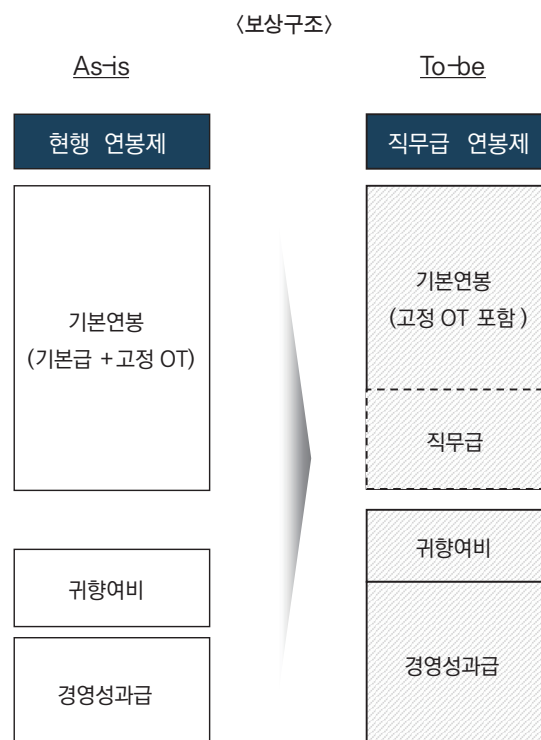 〈보상구조〉
As-is
To-be
현행 연봉제
직무급 연봉제
기본연봉
(기본급 +고정 OT)
기본연봉
(고정 OT 포함)
직무급
귀향여비
귀향여비
경영성과급
경영성과급